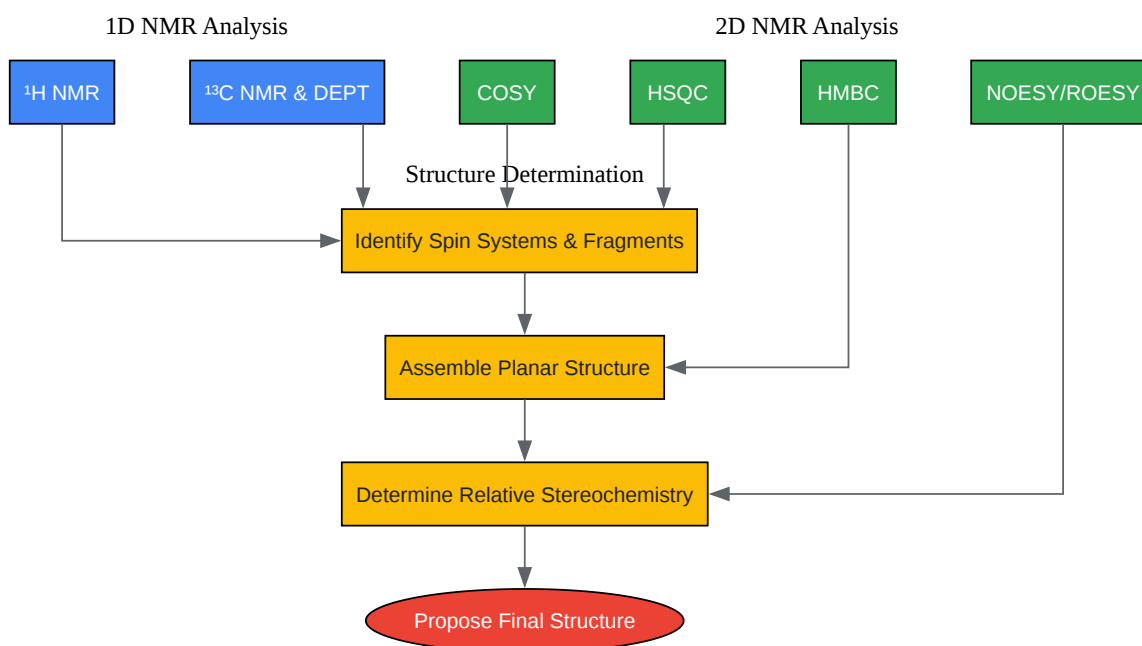 1D NMR Analysis
2D NMR Analysis
¹H NMR
¹³C NMR & DEPT
COSY
HSQC
HMBC
NOESY/ROESY
Structure Determination
Identify Spin Systems & Fragments
Assemble Planar Structure
Determine Relative Stereochemistry
Propose Final Structure